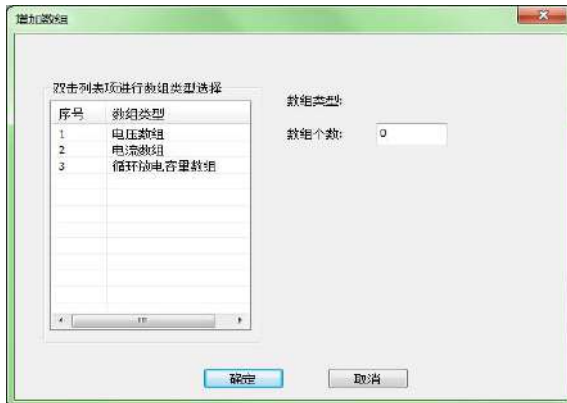 增加数组
双击列表项进行数组类型选择
序号 数组类型
1 电压数组
2 电流数组
3 循环放电容量数组
数组类型:
数组个数: 0
确定 取消